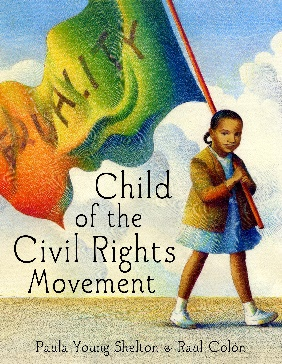 EQUALITY
Child
of the
Civil Rights
Movement
Paula Young Shelton & Raul Colón